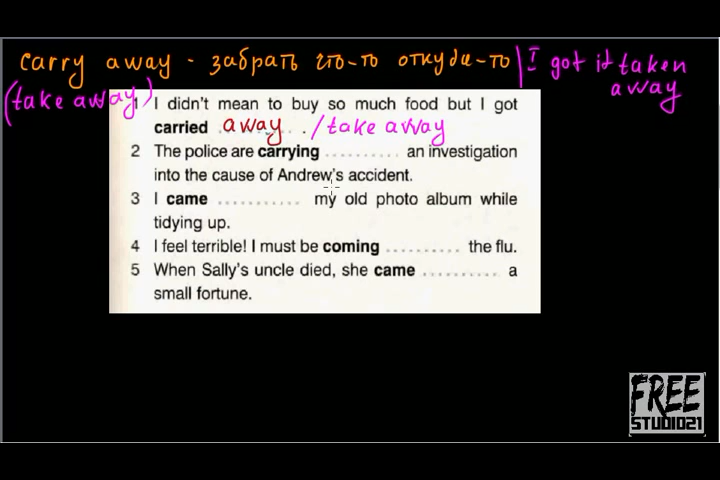 carry away - забрать что-то откуда-то | I got it taken away
(take away)
1 I didn't mean to buy so much food but I got
carried away . / take away
2 The police are carrying .......... an investigation
into the cause of Andrew's accident.
3 I came ........... my old photo album while
tidying up.
4 I feel terrible! I must be coming .......... the flu.
5 When Sally's uncle died, she came .......... a
small fortune.
FREE
STUDIO21